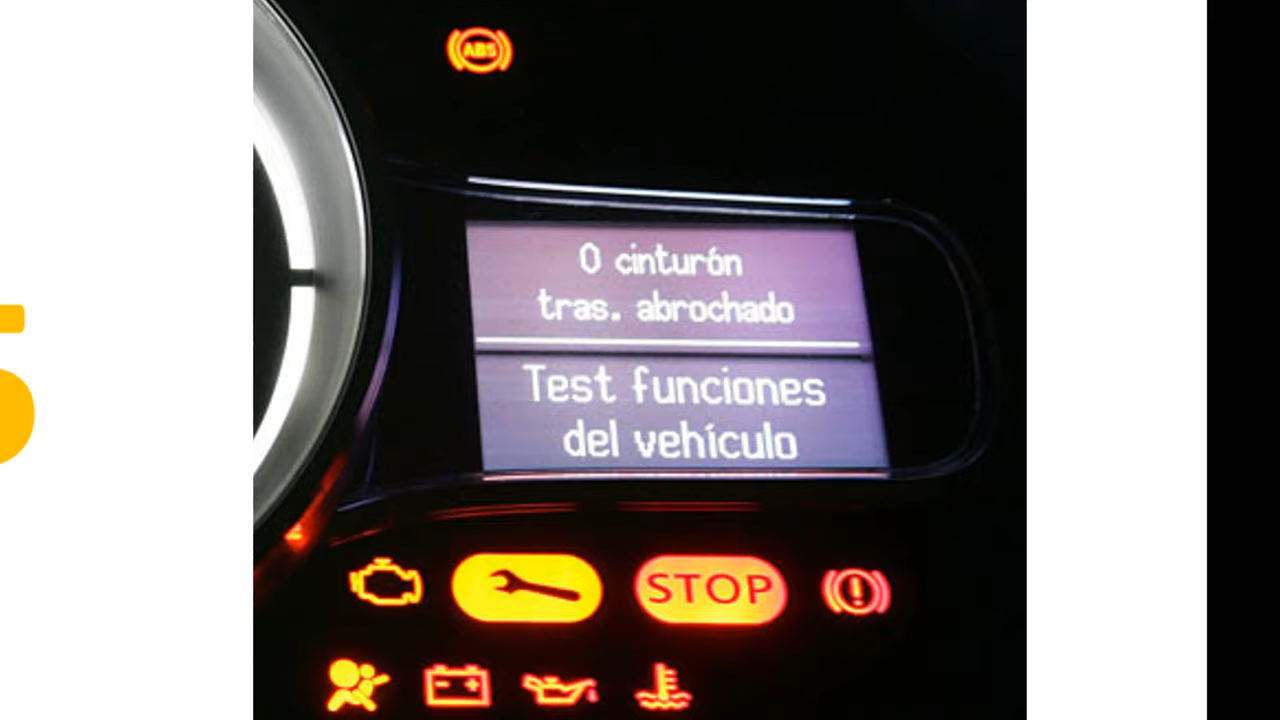 ABS
0 cinturón
tras. abrochado
Test funciones
del vehículo
STOP